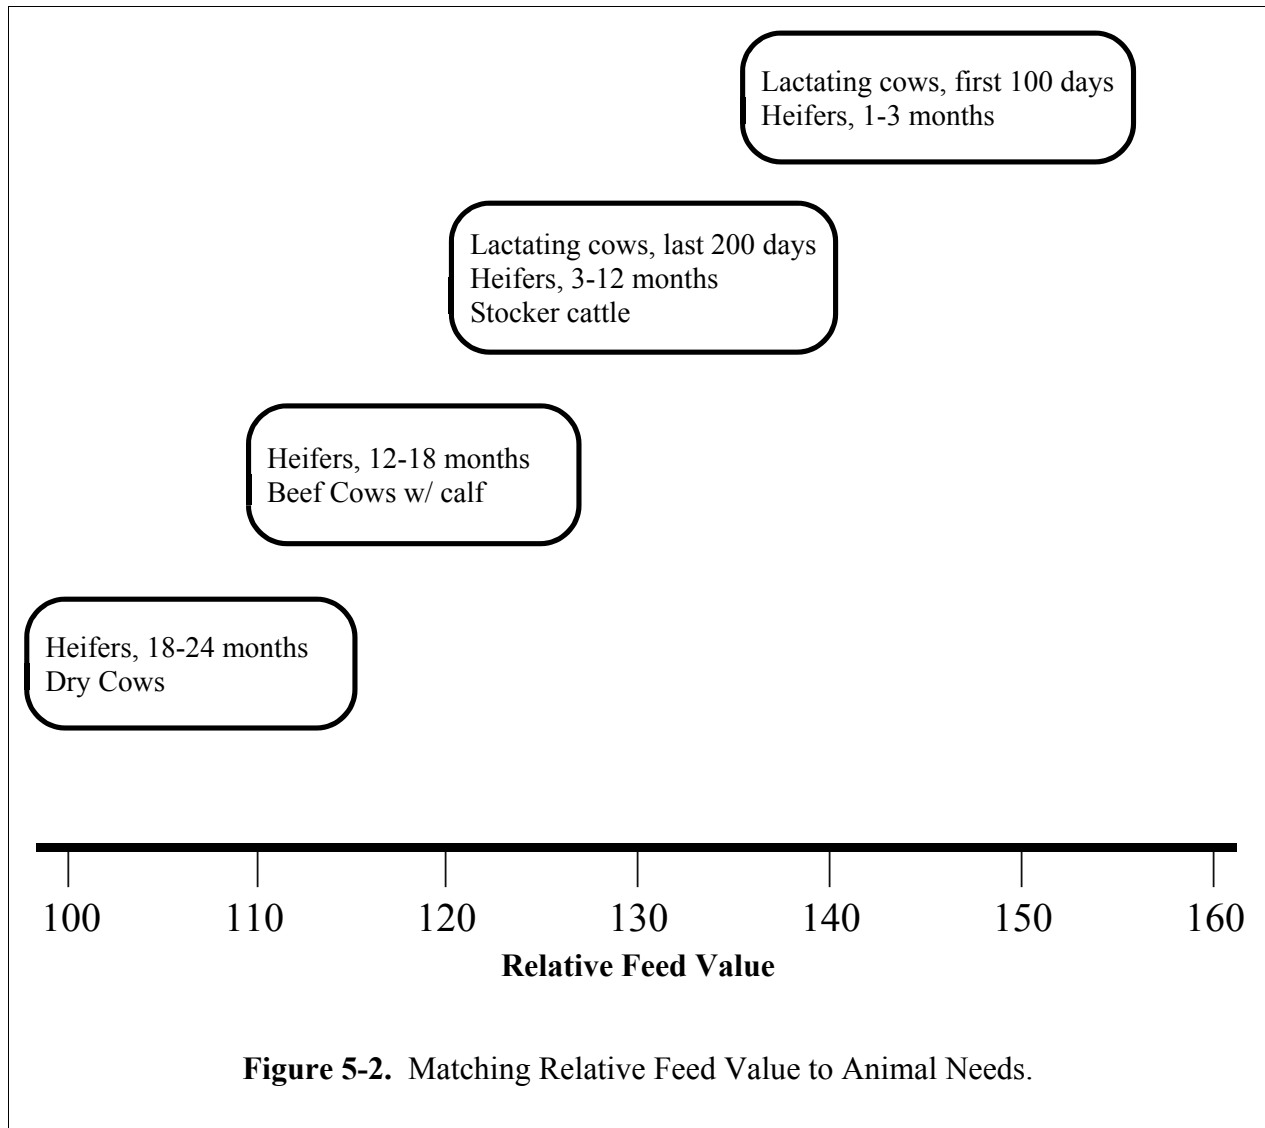 Lactating cows, first 100 days
Heifers, 1-3 months
Lactating cows, last 200 days
Heifers, 3-12 months
Stocker cattle
Heifers, 12-18 months
Beef Cows w/ calf
Heifers, 18-24 months
Dry Cows
100 110 120 130 140 150 160
Relative Feed Value
Figure 5-2. Matching Relative Feed Value to Animal Needs.